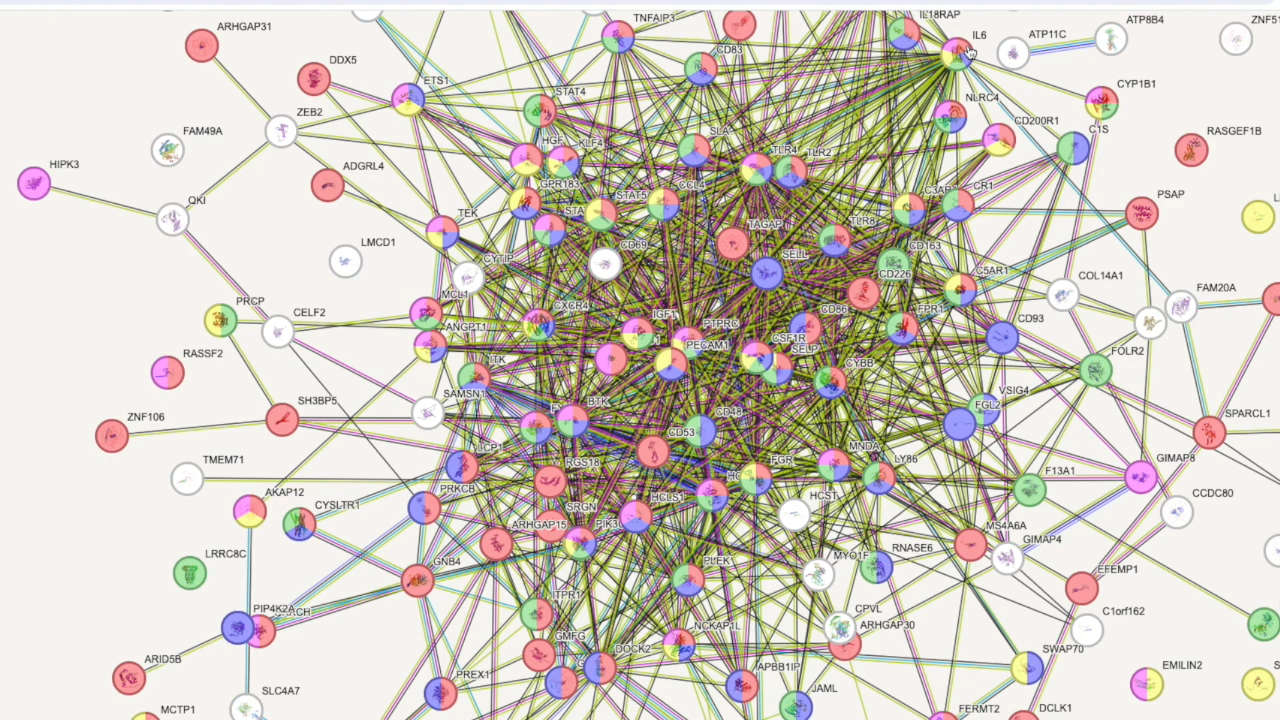 TNFAIP3
IL18RAP
ATP8B4
ARHGAP31
IL6
ATP11C
CD83
DDX5
ETS1
STAT4
CYP1B1
NLRC4
ZEB2
CD200R1
C1S
FAM49A
HGF
KLF4
SLA
RASGEF1B
TLR4
TLR2
HIPK3
ADGRL4
GPR183
CCL4
CR1
PSAP
QKI
TEK
TLR8
TAGAP
LMCD1
CD69
CD163
CYTIP
SELL
CD226
C5AR1
COL14A1
FAM20A
PRCP
MCL1
CXCR4
CELF2
ANGPT1
IGF1
PTPRC
CD86
FPR1
CD93
CSF1R
PECAM1
SELP
RASSF2
ITK
CYBB
FOLR2
SAMSN1
VSIG4
SH3BP5
BTK
CD48
FGL2
ZNF106
CD53
SPARCL1
LCP1
MNDA
TMEM71
RGS18
FGR
LY86
F13A1
GIMAP8
PRKCB
AKAP12
CYSLTR1
HCLS1
HCST
SRGN
CCDC80
ARHGAP15
MS4A6A
GIMAP4
RNASE6
MYO1F
LRRC8C
GNB4
PLEK
EFEMP1
ITPR1
CPVL
C1orf162
PIP4K2A
NCKAP1L
ARHGAP30
GMFG
DOCK2
SWAP70
ARID5B
PREX1
APBB1IP
EMILIN2
SLC4A7
JAML
MCTP1
FERMT2
DCLK1